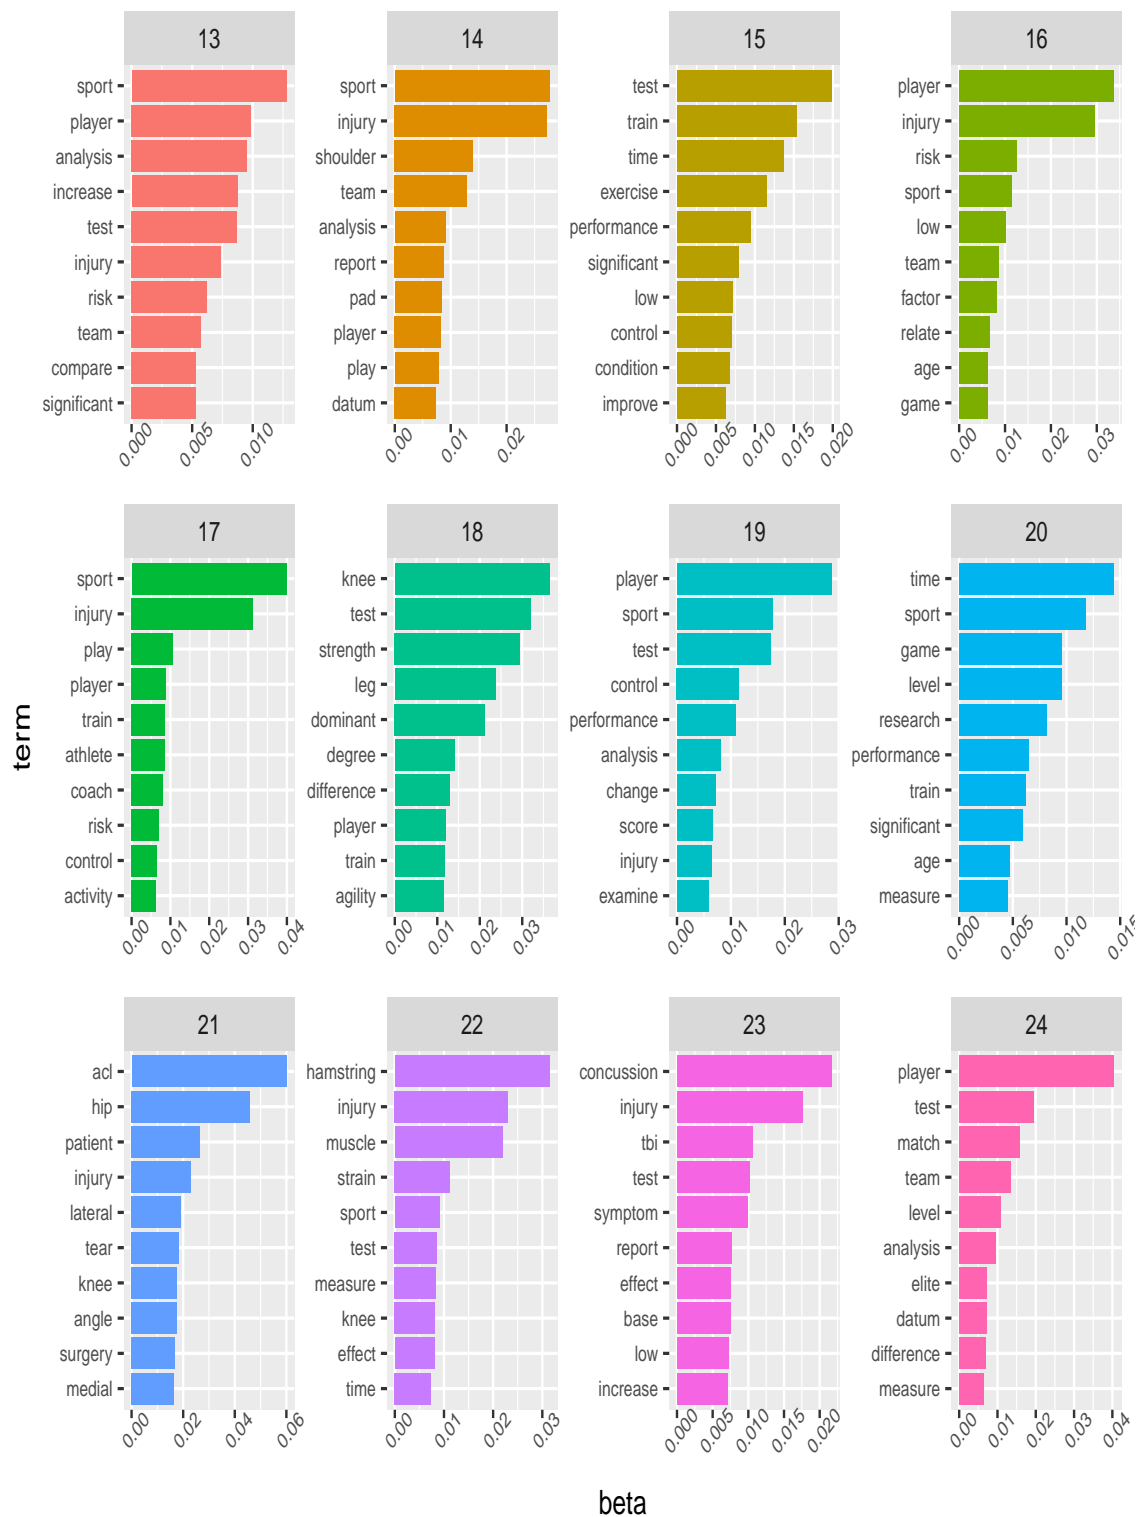 13
14
15
16
sport
player
analysis
increase
test
injury
risk
team
compare
significant
0.000
0.005
0.010
sport
injury
shoulder
team
analysis
report
pad
player
play
datum
0.00
0.01
0.02
test
train
time
exercise
performance
significant
low
control
condition
improve
0.000
0.005
0.010
0.015
0.020
player
injury
risk
sport
low
team
factor
relate
age
game
0.00
0.01
0.02
0.03
17
18
19
20
sport
injury
play
player
train
athlete
coach
risk
control
activity
0.00
0.01
0.02
0.03
0.04
knee
test
strength
leg
dominant
degree
difference
player
train
agility
0.00
0.01
0.02
0.03
player
sport
test
control
performance
analysis
change
score
injury
examine
0.00
0.01
0.02
0.03
time
sport
game
level
research
performance
train
significant
age
measure
0.000
0.005
0.010
0.015
term
21
22
23
24
acl
hip
patient
injury
lateral
tear
knee
angle
surgery
medial
0.00
0.02
0.04
0.06
hamstring
injury
muscle
strain
sport
test
measure
knee
effect
time
0.00
0.01
0.02
0.03
concussion
injury
tbi
test
symptom
report
effect
base
low
increase
0.000
0.005
0.010
0.015
0.020
player
test
match
team
level
analysis
elite
datum
difference
measure
0.00
0.01
0.02
0.03
0.04
beta